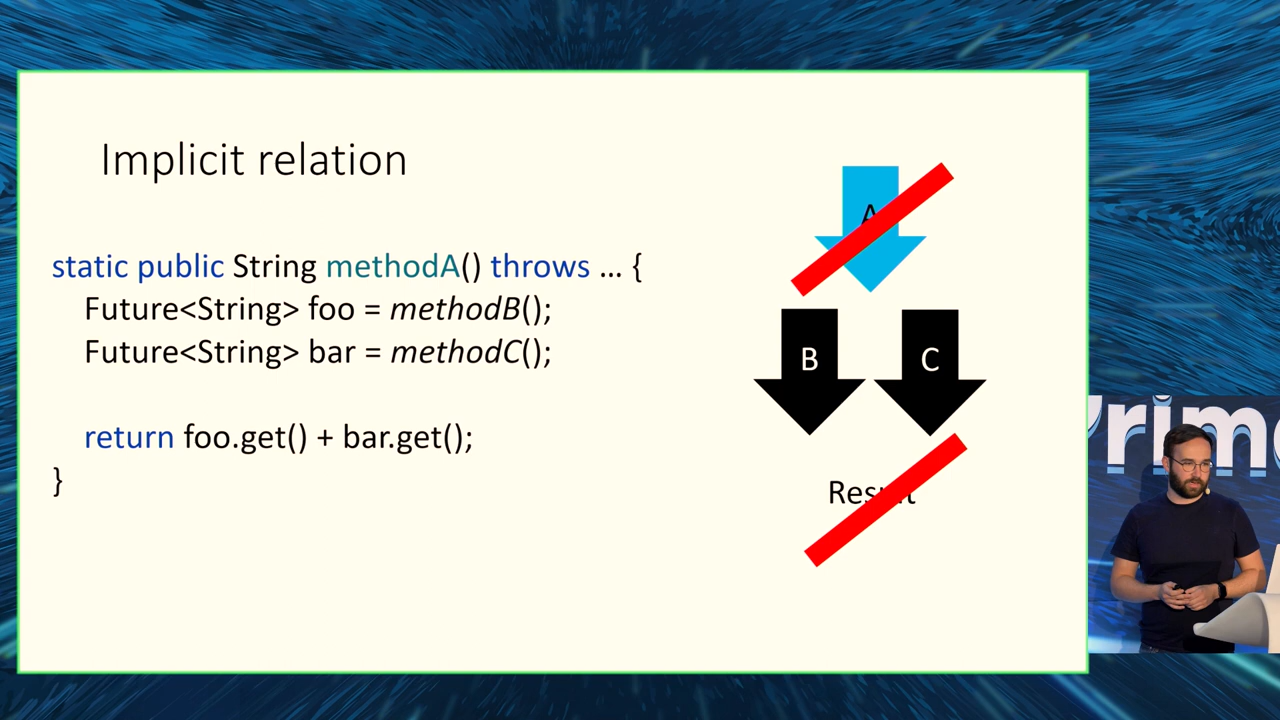 Implicit relation
static public String methodA() throws ... {
Future<String> foo = methodB();
Future<String> bar = methodC();
return foo.get() + bar.get();
}
A
B
C